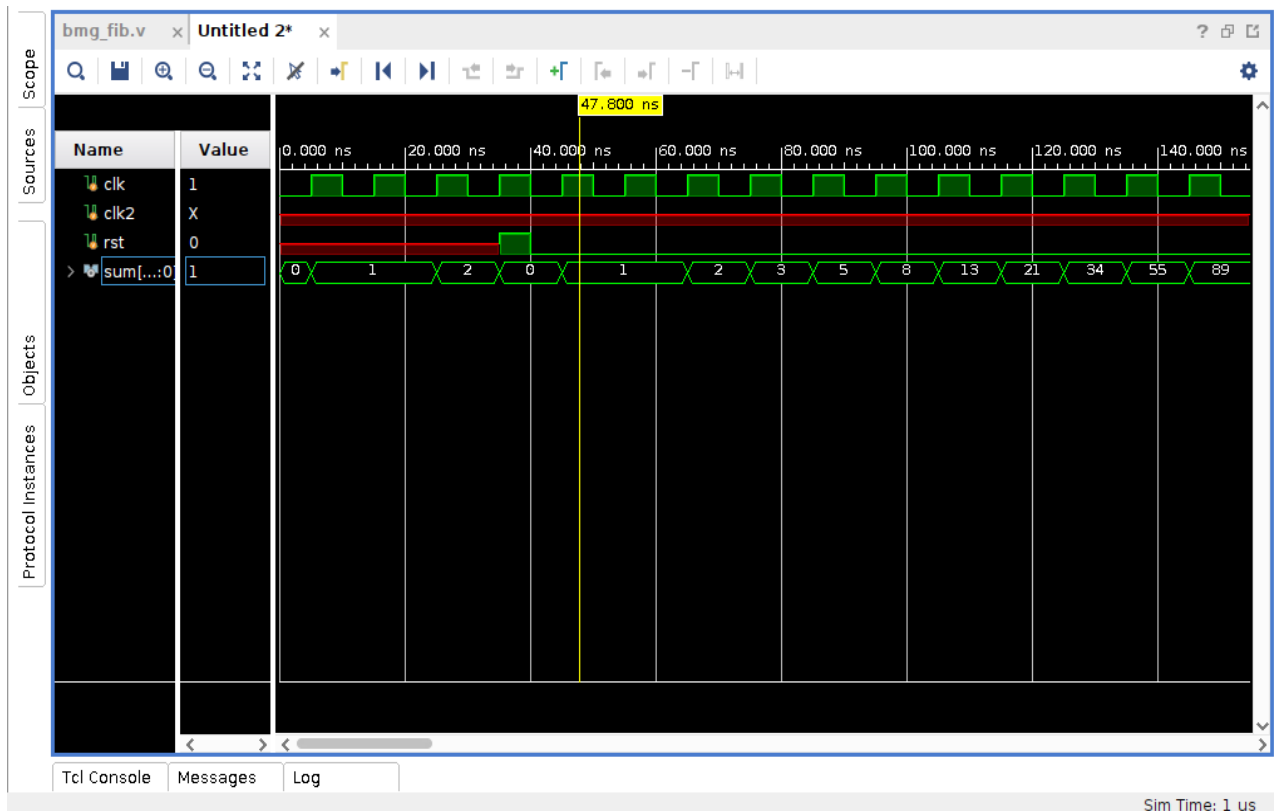 bmg_fib.v × Untitled 2* × ?
Scope
Sources
Objects
Protocol Instances
47.800 ns
Name Value
0.000 ns 20.000 ns 40.000 ns 60.000 ns 80.000 ns 100.000 ns 120.000 ns 140.000 ns
clk 1
clk2 X
rst 0
> sum[...:0] 1 0 1 2 0 1 2 3 5 8 13 21 34 55 89
Tcl Console Messages Log
Sim Time: 1 us